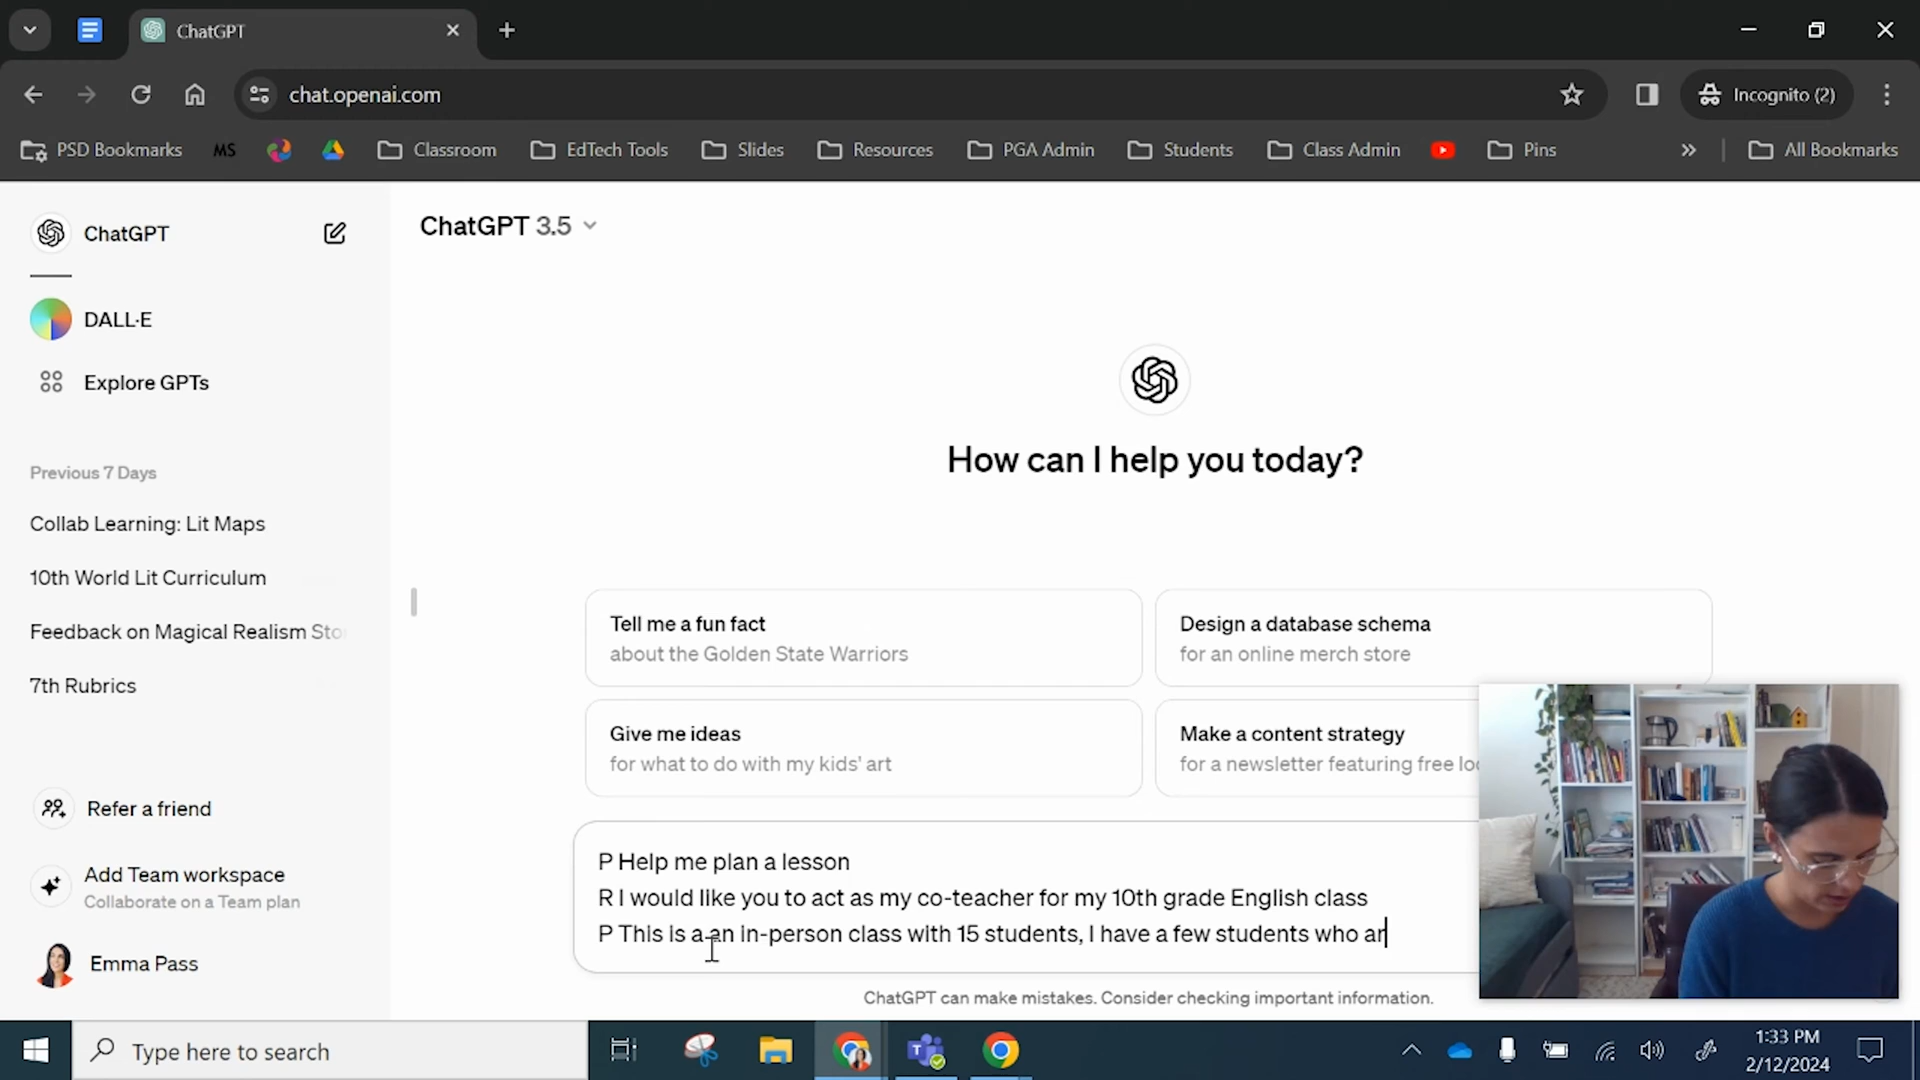 ChatGPT
chat.openai.com
Incognito (2)
PSD Bookmarks
MS
Classroom
EdTech Tools
Slides
Resources
PGA Admin
Students
Class Admin
Pins
»
All Bookmarks
ChatGPT
ChatGPT 3.5
DALL·E
Explore GPTs
How can I help you today?
Previous 7 Days
Collab Learning: Lit Maps
10th World Lit Curriculum
Feedback on Magical Realism Sto
7th Rubrics
Tell me a fun fact
about the Golden State Warriors
Design a database schema
for an online merch store
Give me ideas
for what to do with my kids' art
Make a content strategy
for a newsletter featuring free loc
Refer a friend
Add Team workspace
Collaborate on a Team plan
Emma Pass
P Help me plan a lesson
R I would like you to act as my co-teacher for my 10th grade English class
P This is a an in-person class with 15 students, I have a few students who ar
ChatGPT can make mistakes. Consider checking important information.
Type here to search
1:33 PM
2/12/2024